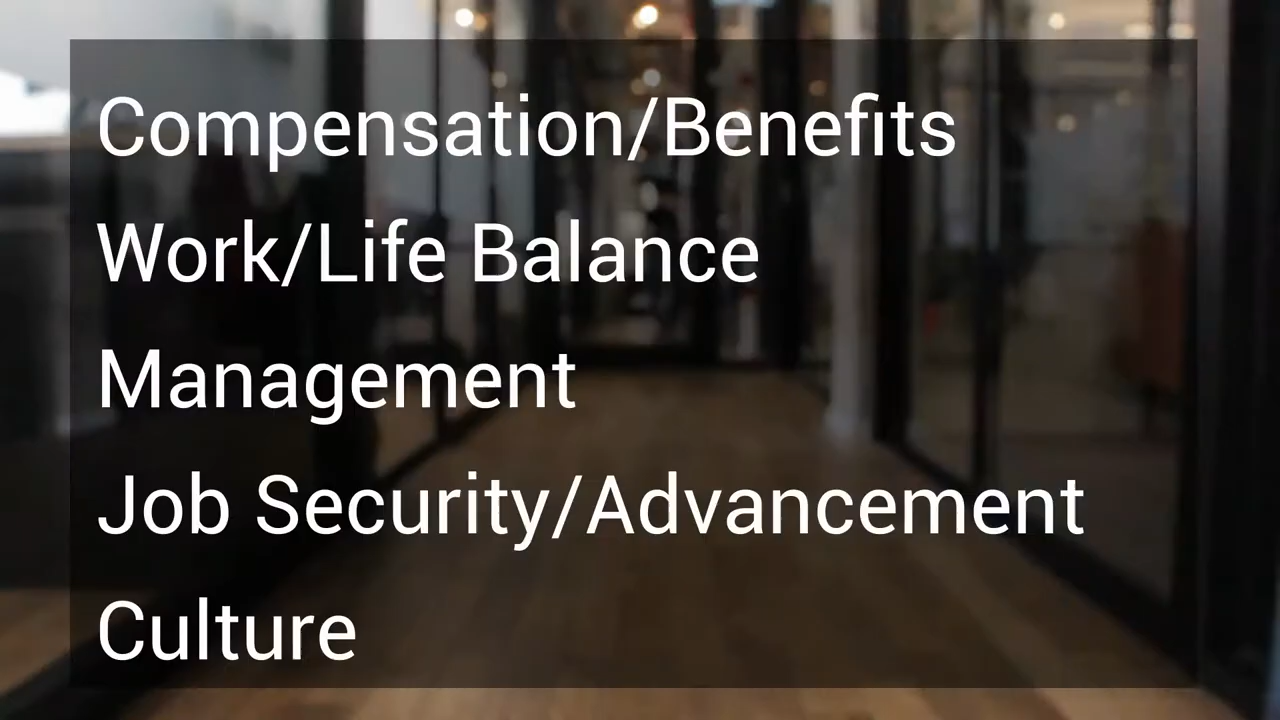 Compensation/Benefits
Work/Life Balance
Management
Job Security/Advancement
Culture